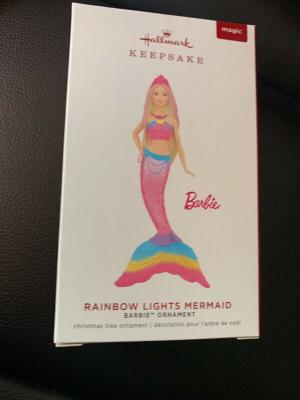 magic
Hallmark
KEEPSAKE
Barbie
RAINBOW LIGHTS MERMAID
BARBIE™ ORNAMENT
christmas tree ornament | décoration pour l'arbre de noël